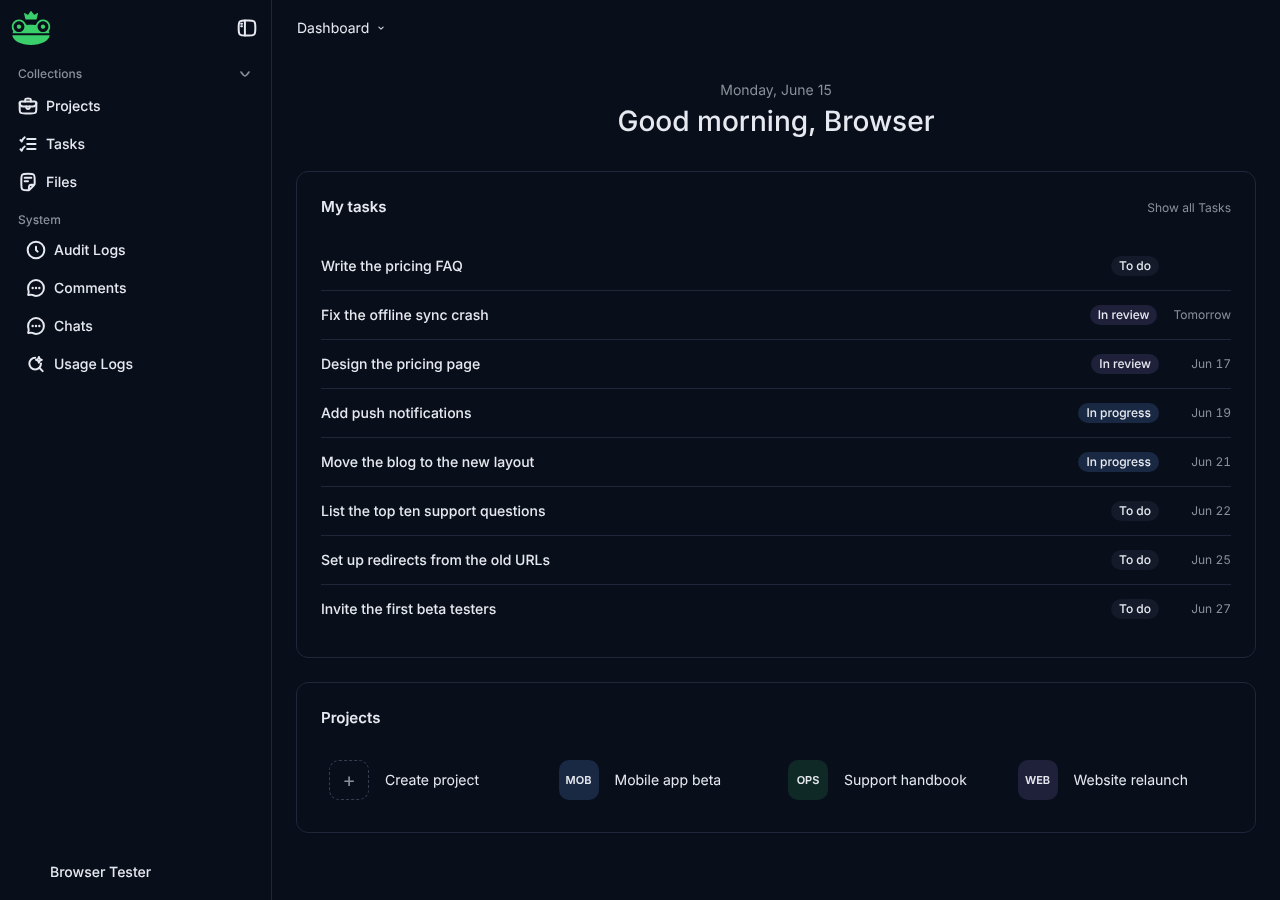 Dashboard
Collections
Projects
Tasks
Files
System
Audit Logs
Comments
Chats
Usage Logs
Browser Tester
Monday, June 15
Good morning, Browser
My tasks
Show all Tasks
Write the pricing FAQ To do
Fix the offline sync crash In review Tomorrow
Design the pricing page In review Jun 17
Add push notifications In progress Jun 19
Move the blog to the new layout In progress Jun 21
List the top ten support questions To do Jun 22
Set up redirects from the old URLs To do Jun 25
Invite the first beta testers To do Jun 27
Projects
+ Create project
MOB Mobile app beta
OPS Support handbook
WEB Website relaunch